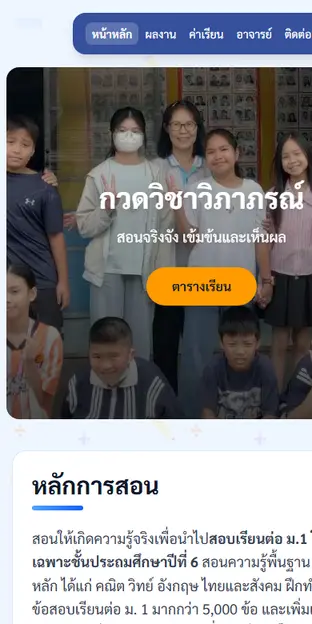 หน้าหลัก ผลงาน ค่าเรียน อาจารย์ ติดต่อ
กวดวิชาวิภาภรณ์
สอนจริงจัง เข้มข้นและเห็นผล
ตารางเรียน
หลักการสอน
สอนให้เกิดความรู้จริงเพื่อนำไปสอบเรียนต่อ ม.1
เฉพาะชั้นประถมศึกษาปีที่ 6 สอนความรู้พื้นฐาน
หลัก ได้แก่ คณิต วิทย์ อังกฤษ ไทยและสังคม ฝึกทำ
ข้อสอบเรียนต่อ ม. 1 มากกว่า 5,000 ข้อ และเพิ่ม